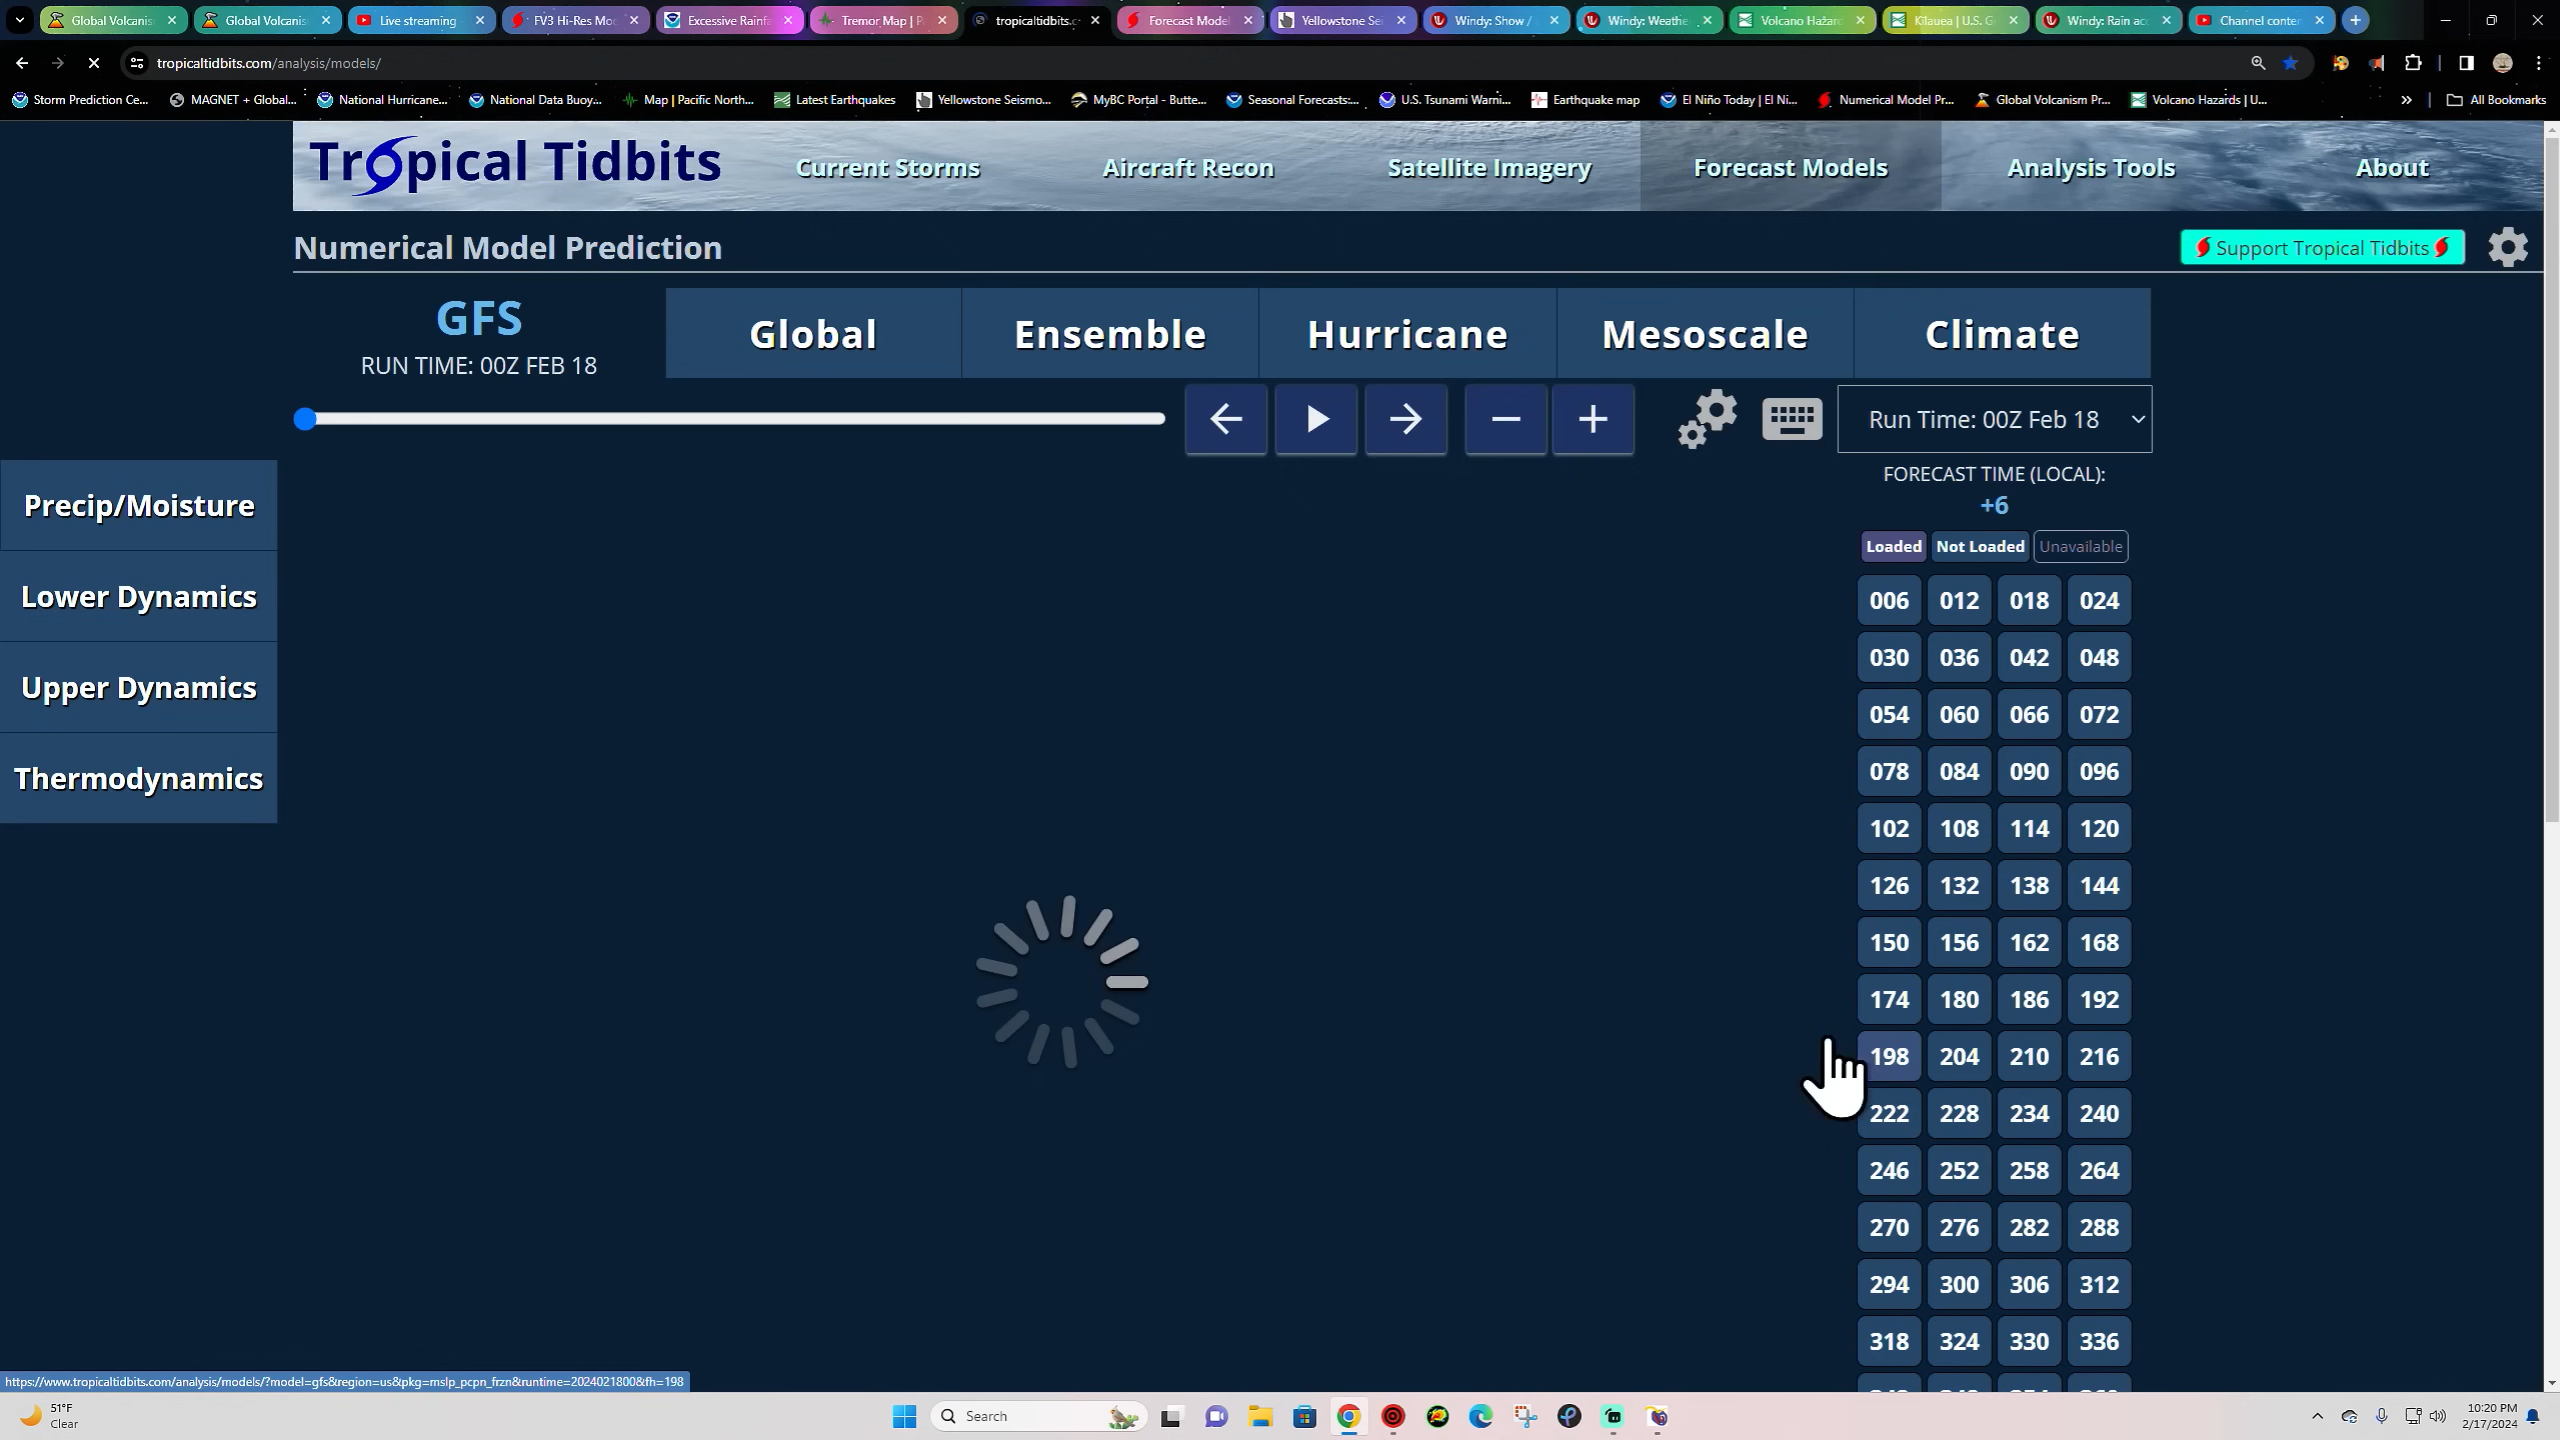 Global Volcanis
Global Volcanis
Live streaming
FV3 Hi-Res Mo
Excessive Rainfa
Tremor Map | P
tropicaltidbits.c
Forecast Model
Yellowstone Sei
Windy: Show /
Windy: Weathe
Volcano Hazard
Kilauea | U.S. G
Windy: Rain acc
Channel conten
tropicaltidbits.com/analysis/models/
Storm Prediction Ce...
MAGNET + Global...
National Hurricane...
National Data Buoy...
Map | Pacific North...
Latest Earthquakes
Yellowstone Seismo...
MyBC Portal - Butte...
Seasonal Forecasts:...
U.S. Tsunami Warni...
Earthquake map
El Niño Today | El Ni...
Numerical Model Pr...
Global Volcanism Pr...
Volcano Hazards | U...
All Bookmarks
Tropical Tidbits
Current Storms
Aircraft Recon
Satellite Imagery
Forecast Models
Analysis Tools
About
Numerical Model Prediction
Support Tropical Tidbits
GFS
RUN TIME: 00Z FEB 18
Global
Ensemble
Hurricane
Mesoscale
Climate
Run Time: 00Z Feb 18
FORECAST TIME (LOCAL):
+6
Loaded Not Loaded Unavailable
Precip/Moisture
Lower Dynamics
Upper Dynamics
Thermodynamics
006 012 018 024
030 036 042 048
054 060 066 072
078 084 090 096
102 108 114 120
126 132 138 144
150 156 162 168
174 180 186 192
198 204 210 216
222 228 234 240
246 252 258 264
270 276 282 288
294 300 306 312
318 324 330 336
https://www.tropicaltidbits.com/analysis/models/?model=gfs&region=us&pkg=mslp_pcpn_frzn&runtime=2024021800&fh=198
51°F
Clear
Search
10:20 PM
2/17/2024